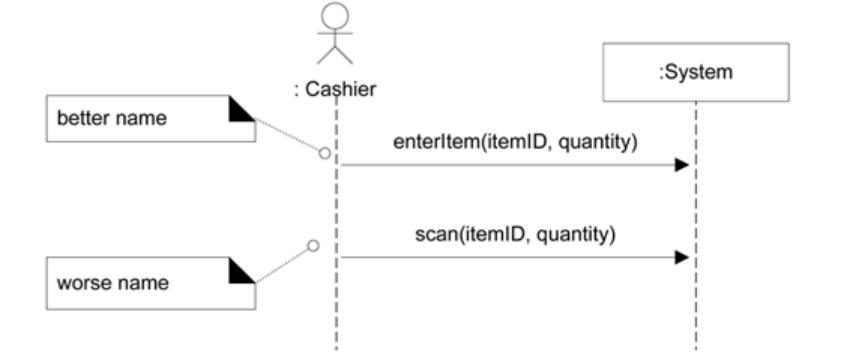 : Cashier
:System
better name
enterItem(itemID, quantity)
scan(itemID, quantity)
worse name